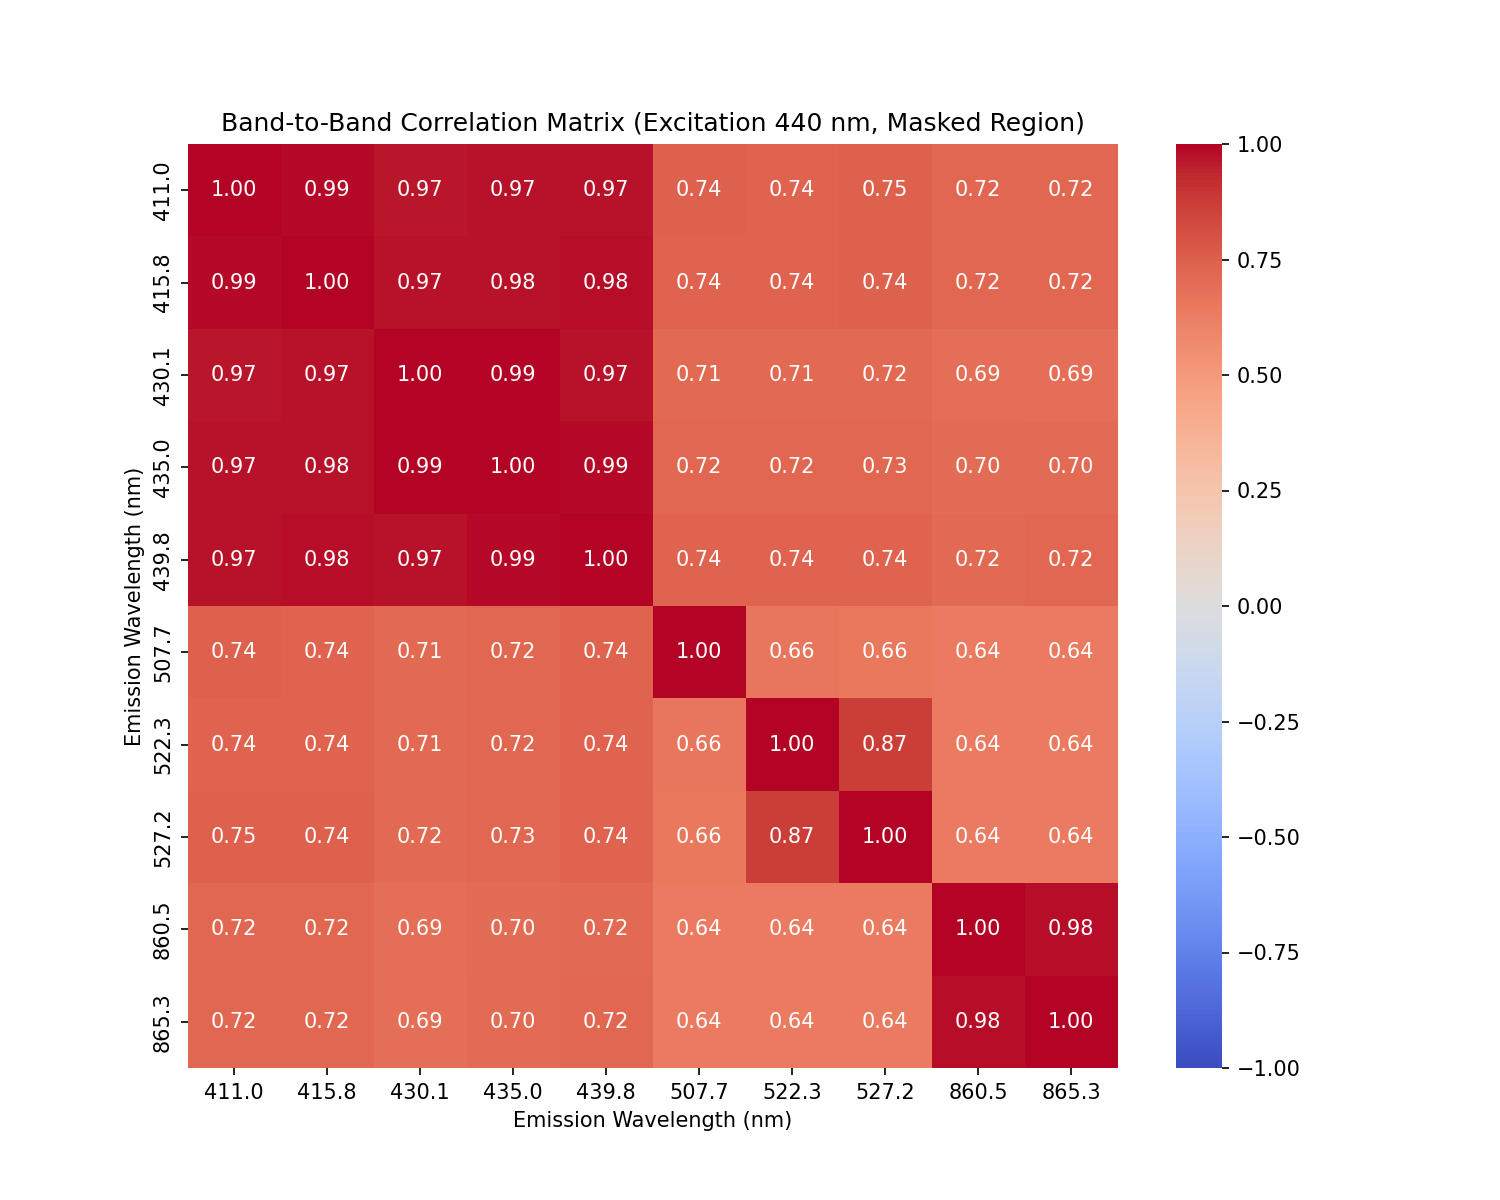 Band-to-Band Correlation Matrix (Excitation 440 nm, Masked Region)
411.0 1.00 0.99 0.97 0.97 0.97 0.74 0.74 0.75 0.72 0.72
415.8 0.99 1.00 0.97 0.98 0.98 0.74 0.74 0.74 0.72 0.72
430.1 0.97 0.97 1.00 0.99 0.97 0.71 0.71 0.72 0.69 0.69
435.0 0.97 0.98 0.99 1.00 0.99 0.72 0.72 0.73 0.70 0.70
439.8 0.97 0.98 0.97 0.99 1.00 0.74 0.74 0.74 0.72 0.72
507.7 0.74 0.74 0.71 0.72 0.74 1.00 0.66 0.66 0.64 0.64
522.3 0.74 0.74 0.71 0.72 0.74 0.66 1.00 0.87 0.64 0.64
527.2 0.75 0.74 0.72 0.73 0.74 0.66 0.87 1.00 0.64 0.64
860.5 0.72 0.72 0.69 0.70 0.72 0.64 0.64 0.64 1.00 0.98
865.3 0.72 0.72 0.69 0.70 0.72 0.64 0.64 0.64 0.98 1.00
Emission Wavelength (nm)
411.0 415.8 430.1 435.0 439.8 507.7 522.3 527.2 860.5 865.3
Emission Wavelength (nm)
1.00
0.75
0.50
0.25
0.00
−0.25
−0.50
−0.75
−1.00